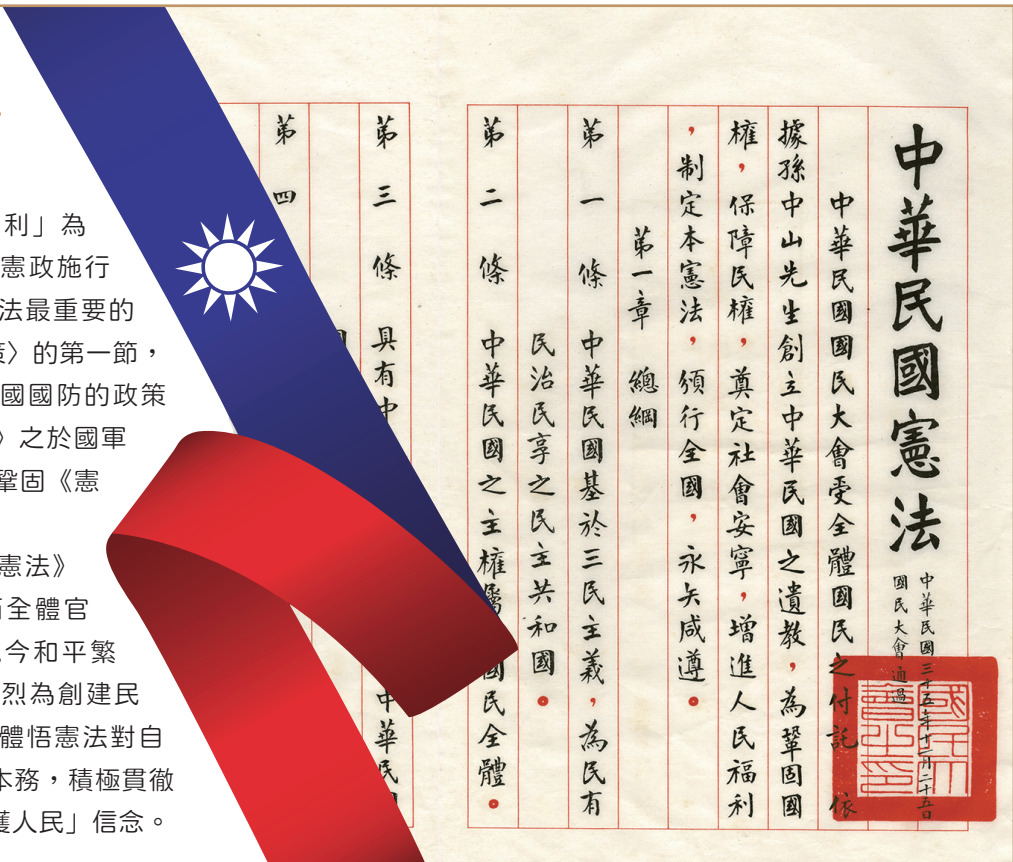 利」為
憲政施行
法最重要的
策〉的第一節，
國國防的政策
〉之於國軍
鞏固《憲
憲法》
而全體官
今和平繁
烈為創建民
體悟憲法對自
本務，積極貫徹
護人民」信念。
中華民國憲法
中華民國三十五年十二月二十五日
國民大會通過
中華民國國民大會受全體國民之付託 依
據孫中山先生創立中華民國之遺教，為鞏固國
權，保障民權，奠定社會安寧，增進人民福利
，制定本憲法，頒行全國，永矢咸遵。
第一章 總綱
第一條 中華民國基於三民主義，為民有
民治民享之民主共和國。
第二條 中華民國之主權屬 國民全體。
第三條 具有中 中華民
第四
國民大會之印